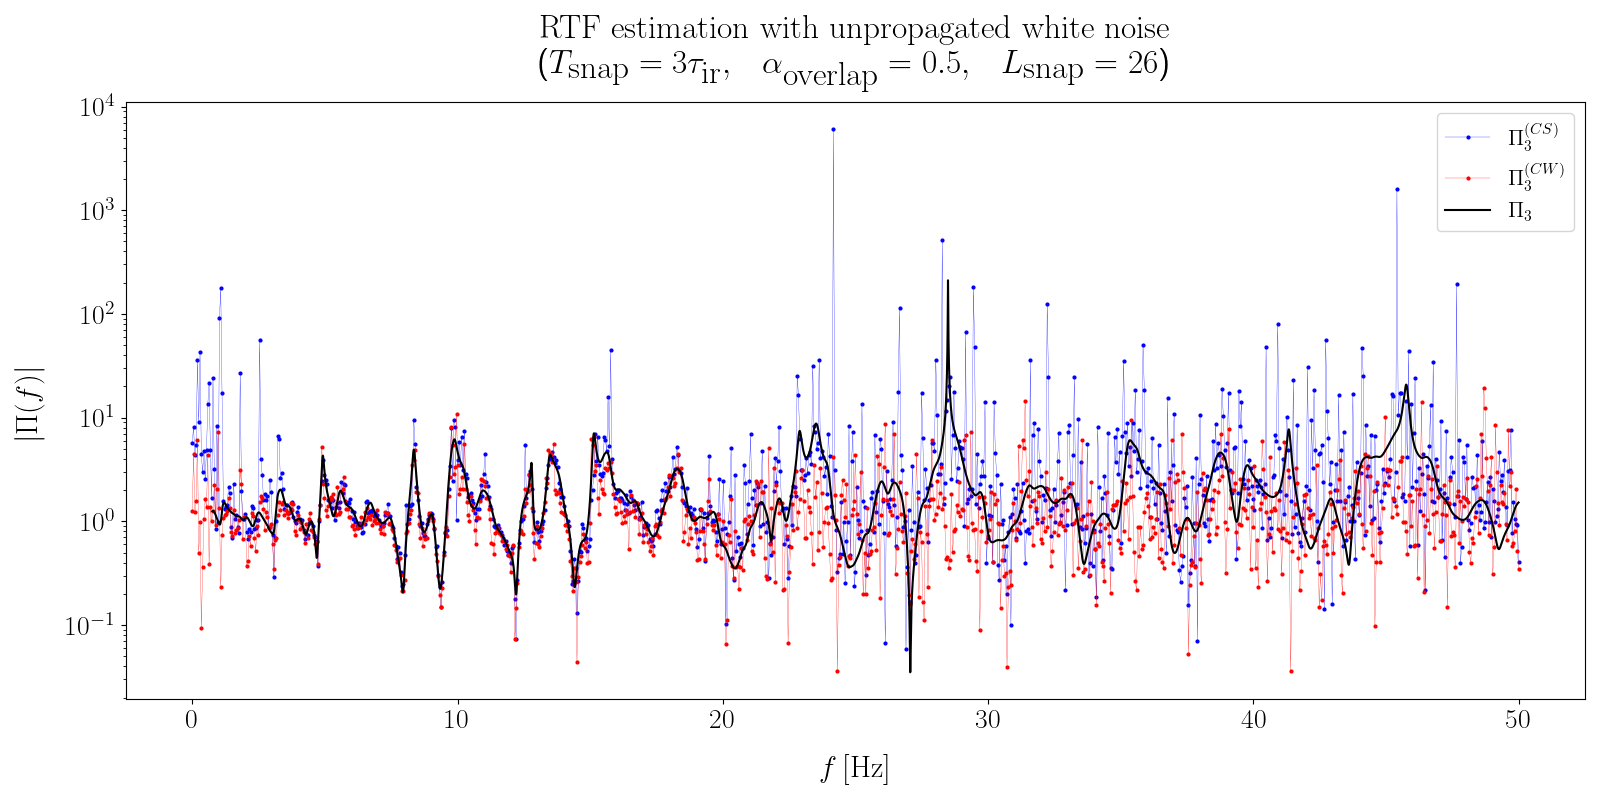 RTF estimation with unpropagated white noise
(T_snap = 3τ_ir, α_overlap = 0.5, L_snap = 26)
10^4
10^3
10^2
10^1
10^0
10^−1
|Π(f)|
Π_3^(CS)
Π_3^(CW)
Π_3
0 10 20 30 40 50
f [Hz]